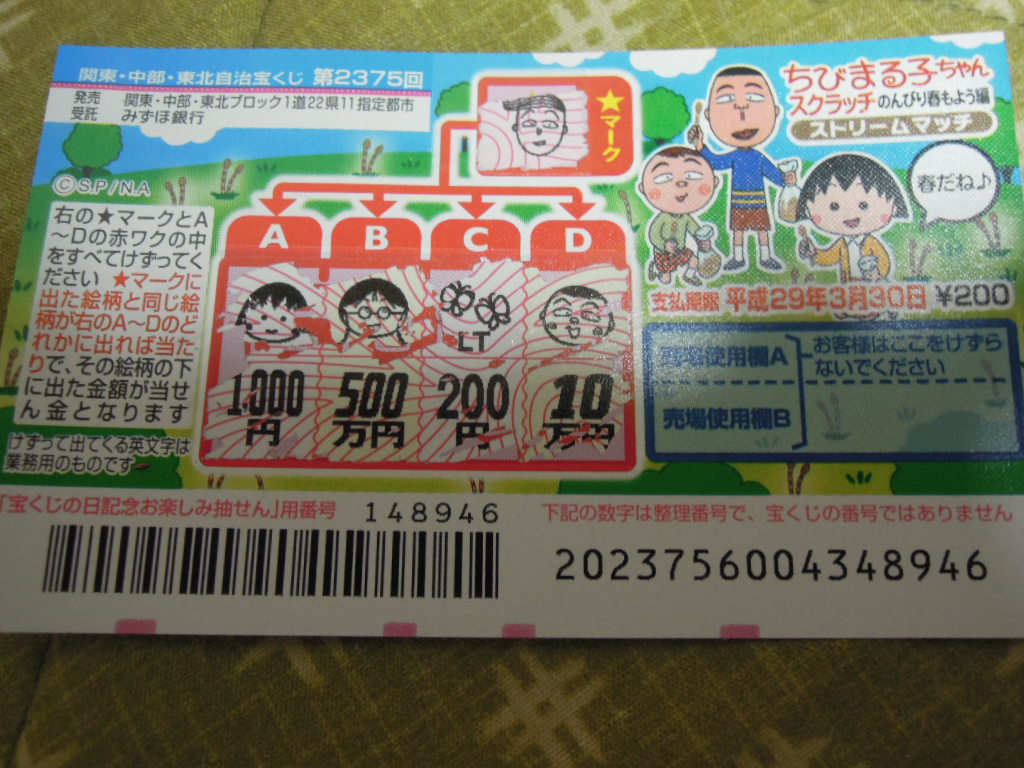 関東・中部・東北自治宝くじ 第2375回
発売 関東・中部・東北ブロック1道22県11指定都市
受託 みずほ銀行
©S.P/N.A
★マーク
ちびまる子ちゃん
スクラッチ のんびり春もよう編
ストリームマッチ
春だね♪
右の★マークとA
〜Dの赤ワクの中
をすべてけずってく
ださい ★マークに
出た絵柄と同じ絵
柄が右のA〜Dのど
れかに出れば当た
りで、その絵柄の下
に出た金額が当せ
ん金となります
けずって出てくる英文字は
業務用のものです
A B C D
LT
1,000 500 200 10
円 万円 円 万円
支払期限 平成29年3月30日 ¥200
売場使用欄A
売場使用欄B
お客様はここをけずら
ないでください
「宝くじの日記念お楽しみ抽せん」用番号 148946
下記の数字は整理番号で、宝くじの番号ではありません
2023756004348946